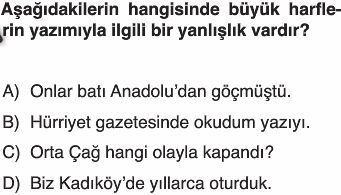 Aşağıdakilerin hangisinde büyük harfle-
rin yazımıyla ilgili bir yanlışlık vardır?
A) Onlar batı Anadolu'dan göçmüştü.
B) Hürriyet gazetesinde okudum yazıyı.
C) Orta Çağ hangi olayla kapandı?
D) Biz Kadıköy'de yıllarca oturduk.